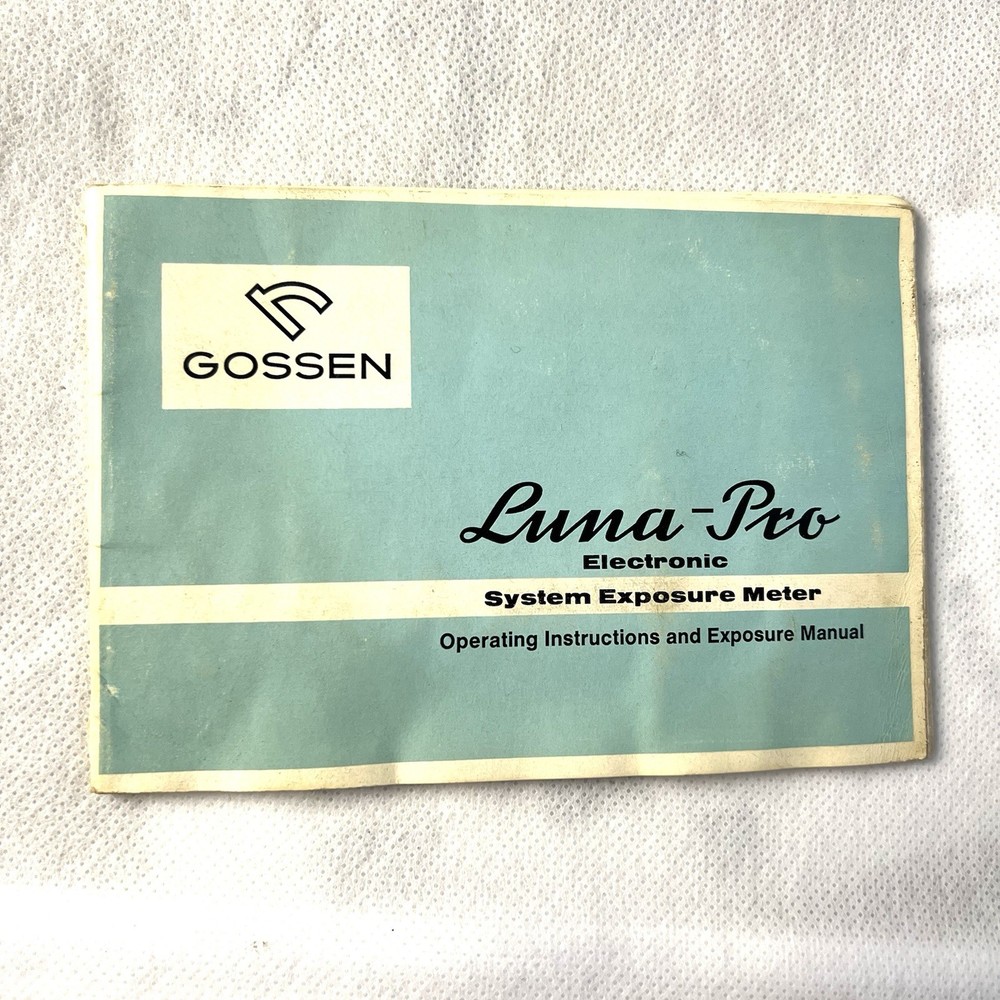 GOSSEN
Luna-Pro
Electronic
System Exposure Meter
Operating Instructions and Exposure Manual